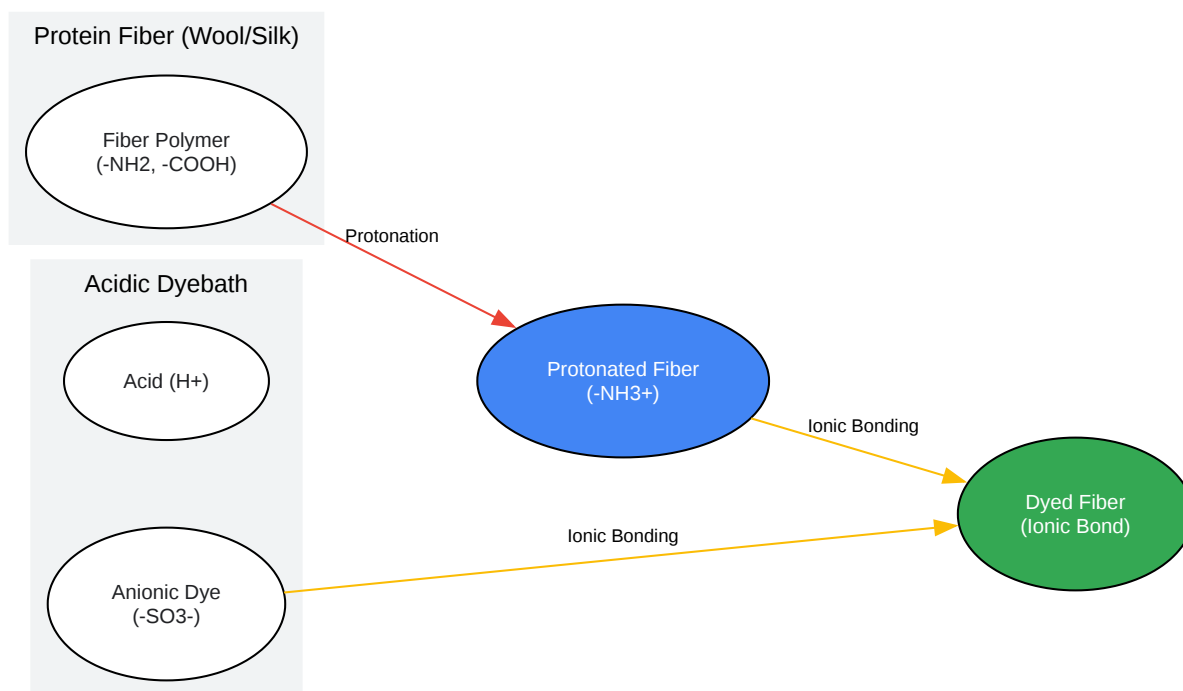 Protein Fiber (Wool/Silk)
Fiber Polymer
(-NH2, -COOH)
Protonation
Acidic Dyebath
Acid (H+)
Protonated Fiber
(-NH3+)
Ionic Bonding
Dyed Fiber
(Ionic Bond)
Ionic Bonding
Anionic Dye
(-SO3-)